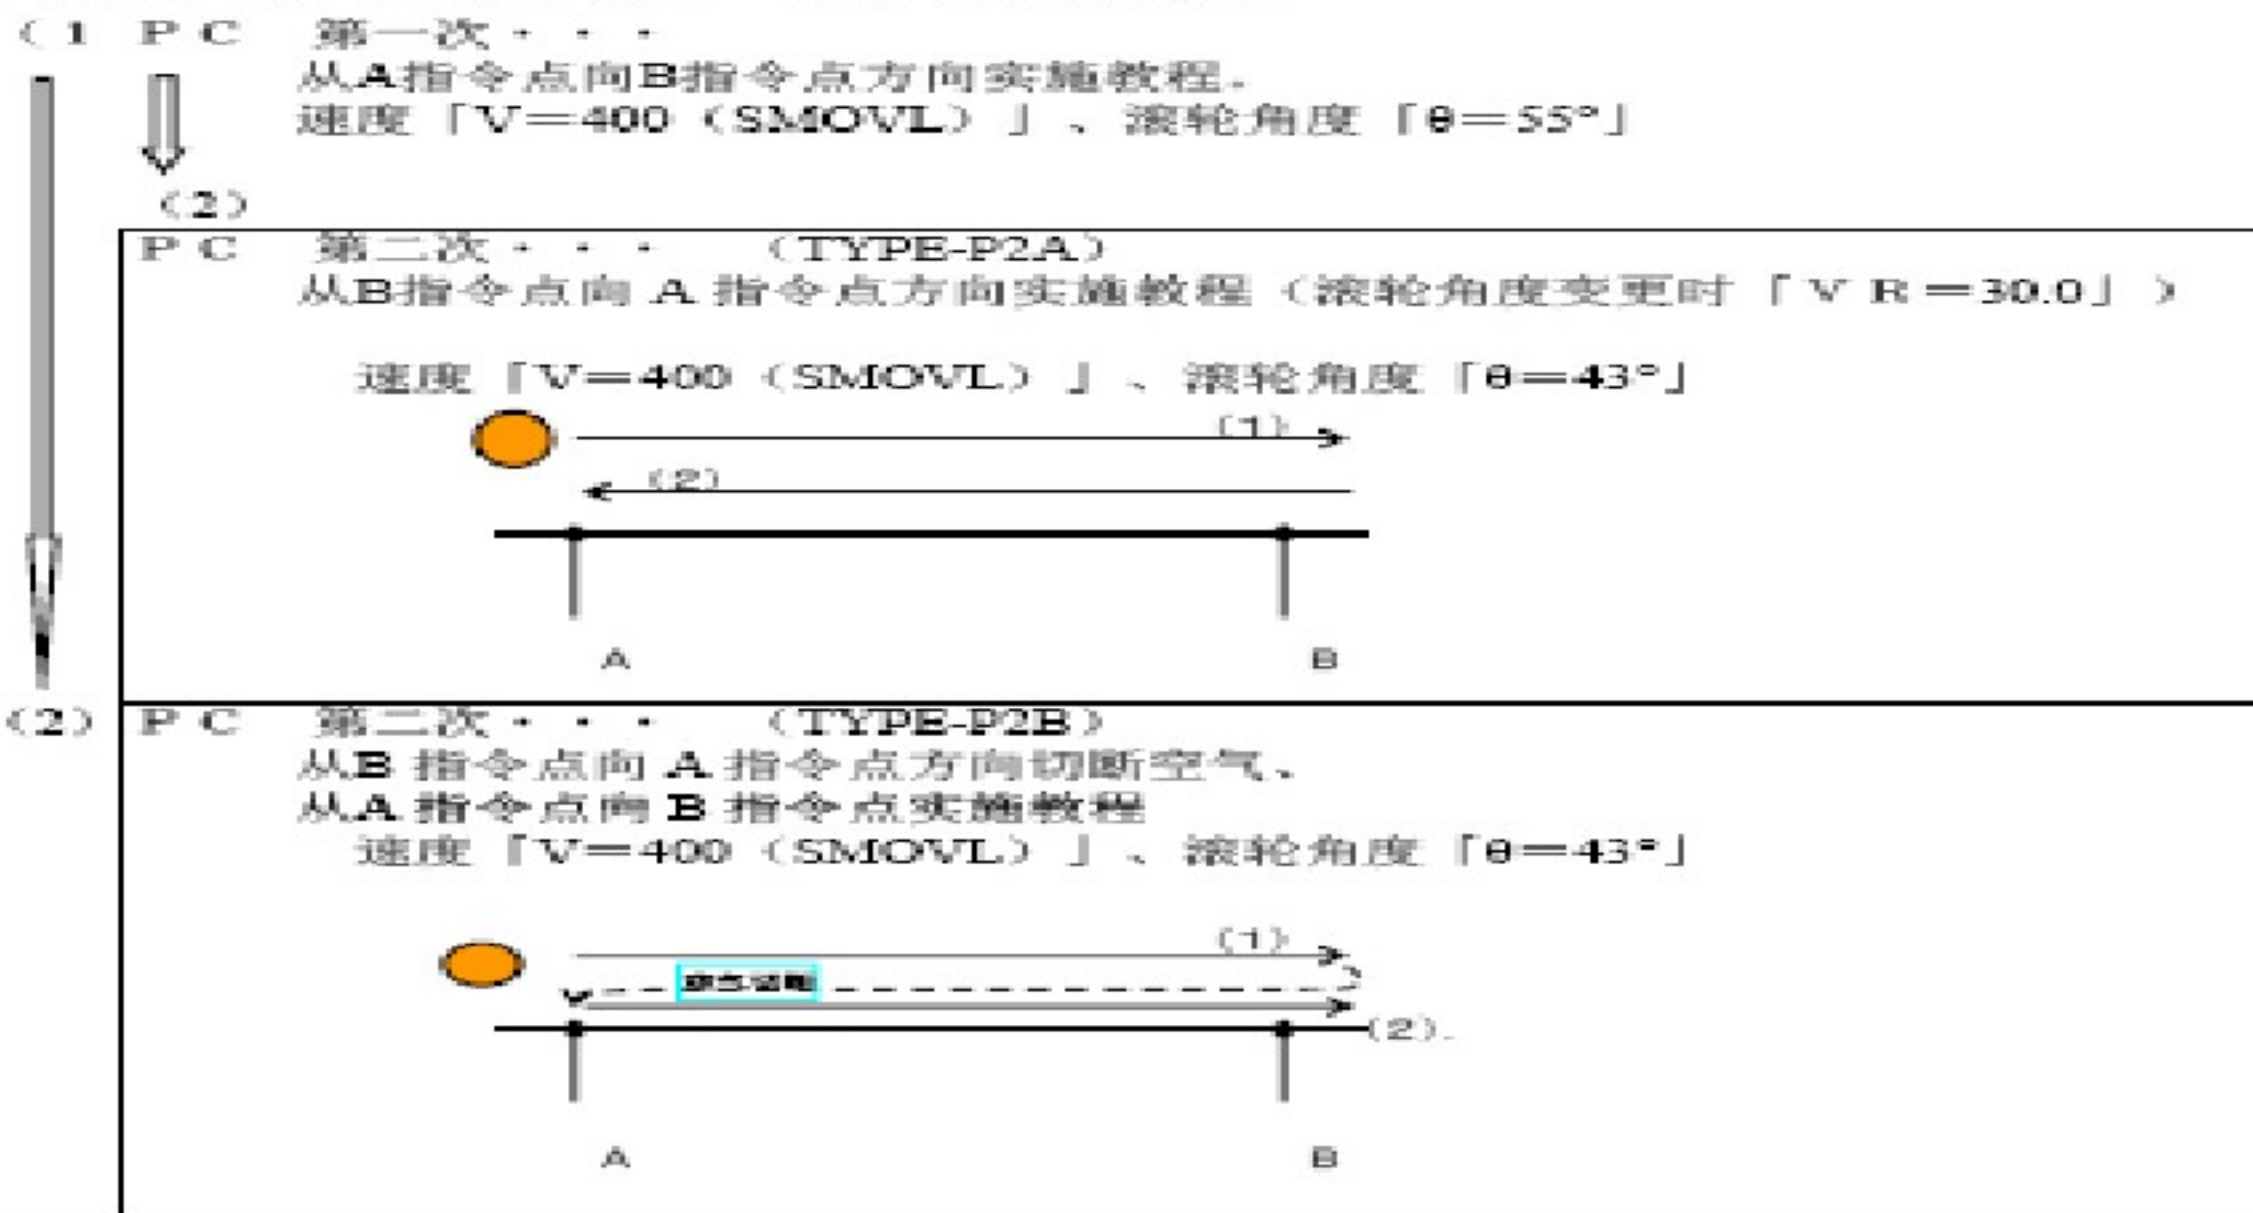 （1 ＰＣ 第一次・・・
从A指令点向B指令点方向实施教程.
速度「V＝400（SMOVL）」、滚轮角度「θ＝55°」
（2）
ＰＣ 第二次・・・ （TYPE-P2A）
从B指令点向 A 指令点方向实施教程（滚轮角度变更时「ＶＲ＝30.0」）
速度「V＝400（SMOVL）」、滚轮角度「θ＝43°」
（1）
（2）
A B
（2） ＰＣ 第二次・・・ （TYPE-P2B）
从B 指令点向 A 指令点方向切断空气、
从A 指令点向 B 指令点实施教程
速度「V＝400（SMOVL）」、滚轮角度「θ＝43°」
（1）
（2）.
A B